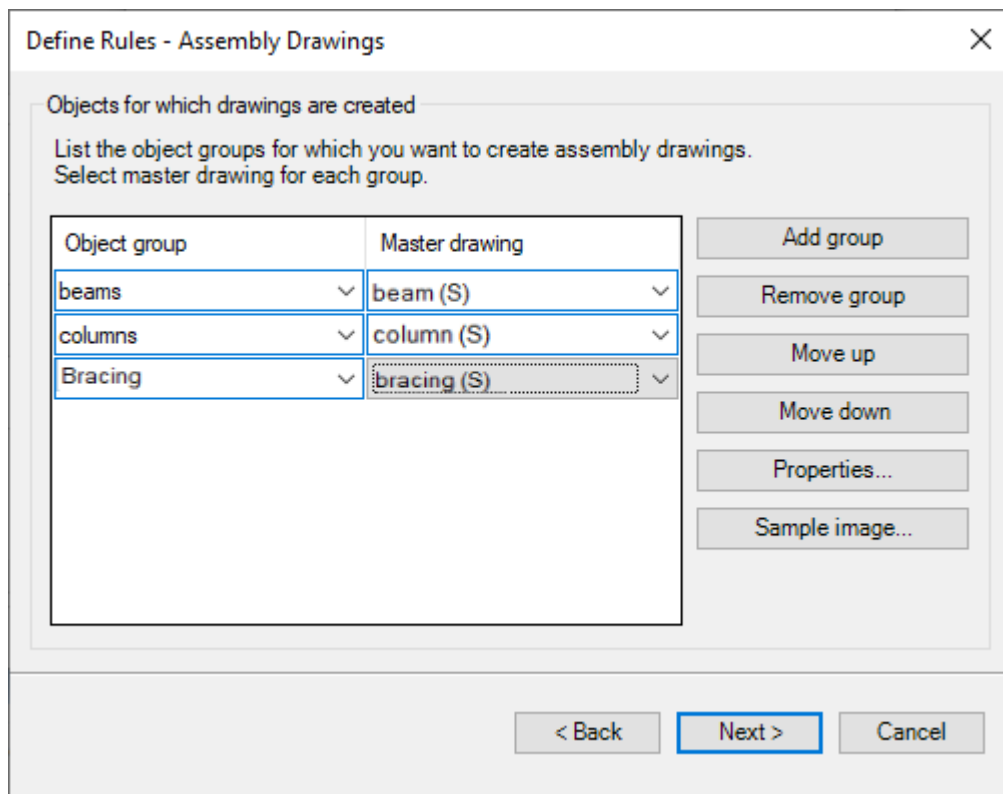 Define Rules - Assembly Drawings
Objects for which drawings are created
List the object groups for which you want to create assembly drawings.
Select master drawing for each group.
Object group Master drawing
beams beam (S)
columns column (S)
Bracing bracing (S)
Add group
Remove group
Move up
Move down
Properties...
Sample image...
< Back Next > Cancel